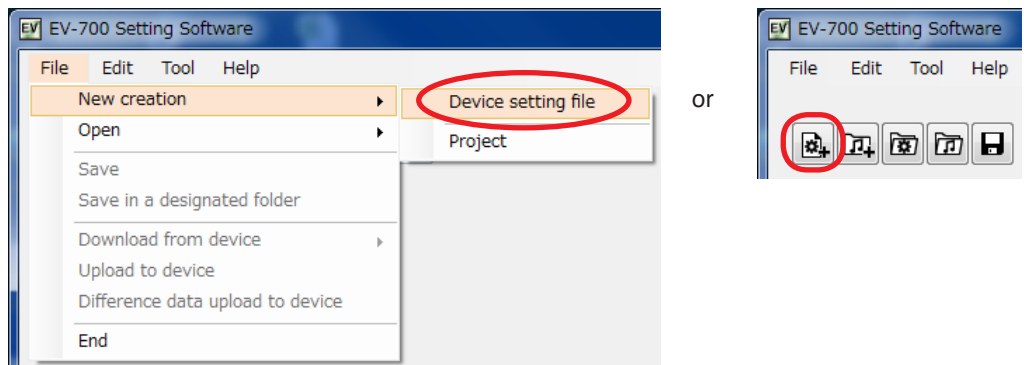 EV EV-700 Setting Software
File Edit Tool Help
New creation
Device setting file
Open
Project
Save
Save in a designated folder
Download from device
Upload to device
Difference data upload to device
End
or
EV EV-700 Setting Software
File Edit Tool Help